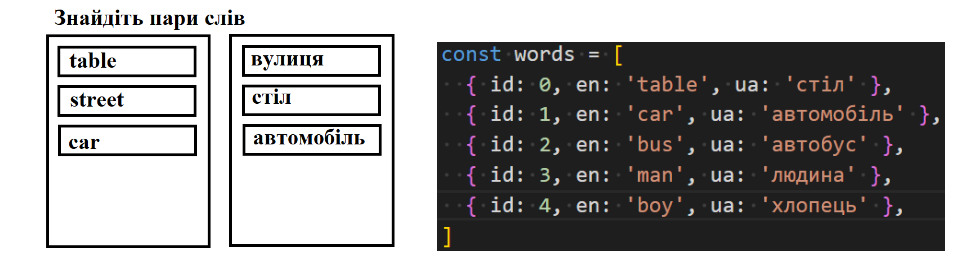 Знайдіть пари слів
table
street
car
вулиця
стіл
автомобіль
const words = [
{ id: 0, en: 'table', ua: 'стіл' },
{ id: 1, en: 'car', ua: 'автомобіль' },
{ id: 2, en: 'bus', ua: 'автобус' },
{ id: 3, en: 'man', ua: 'людина' },
{ id: 4, en: 'boy', ua: 'хлопець' },
]